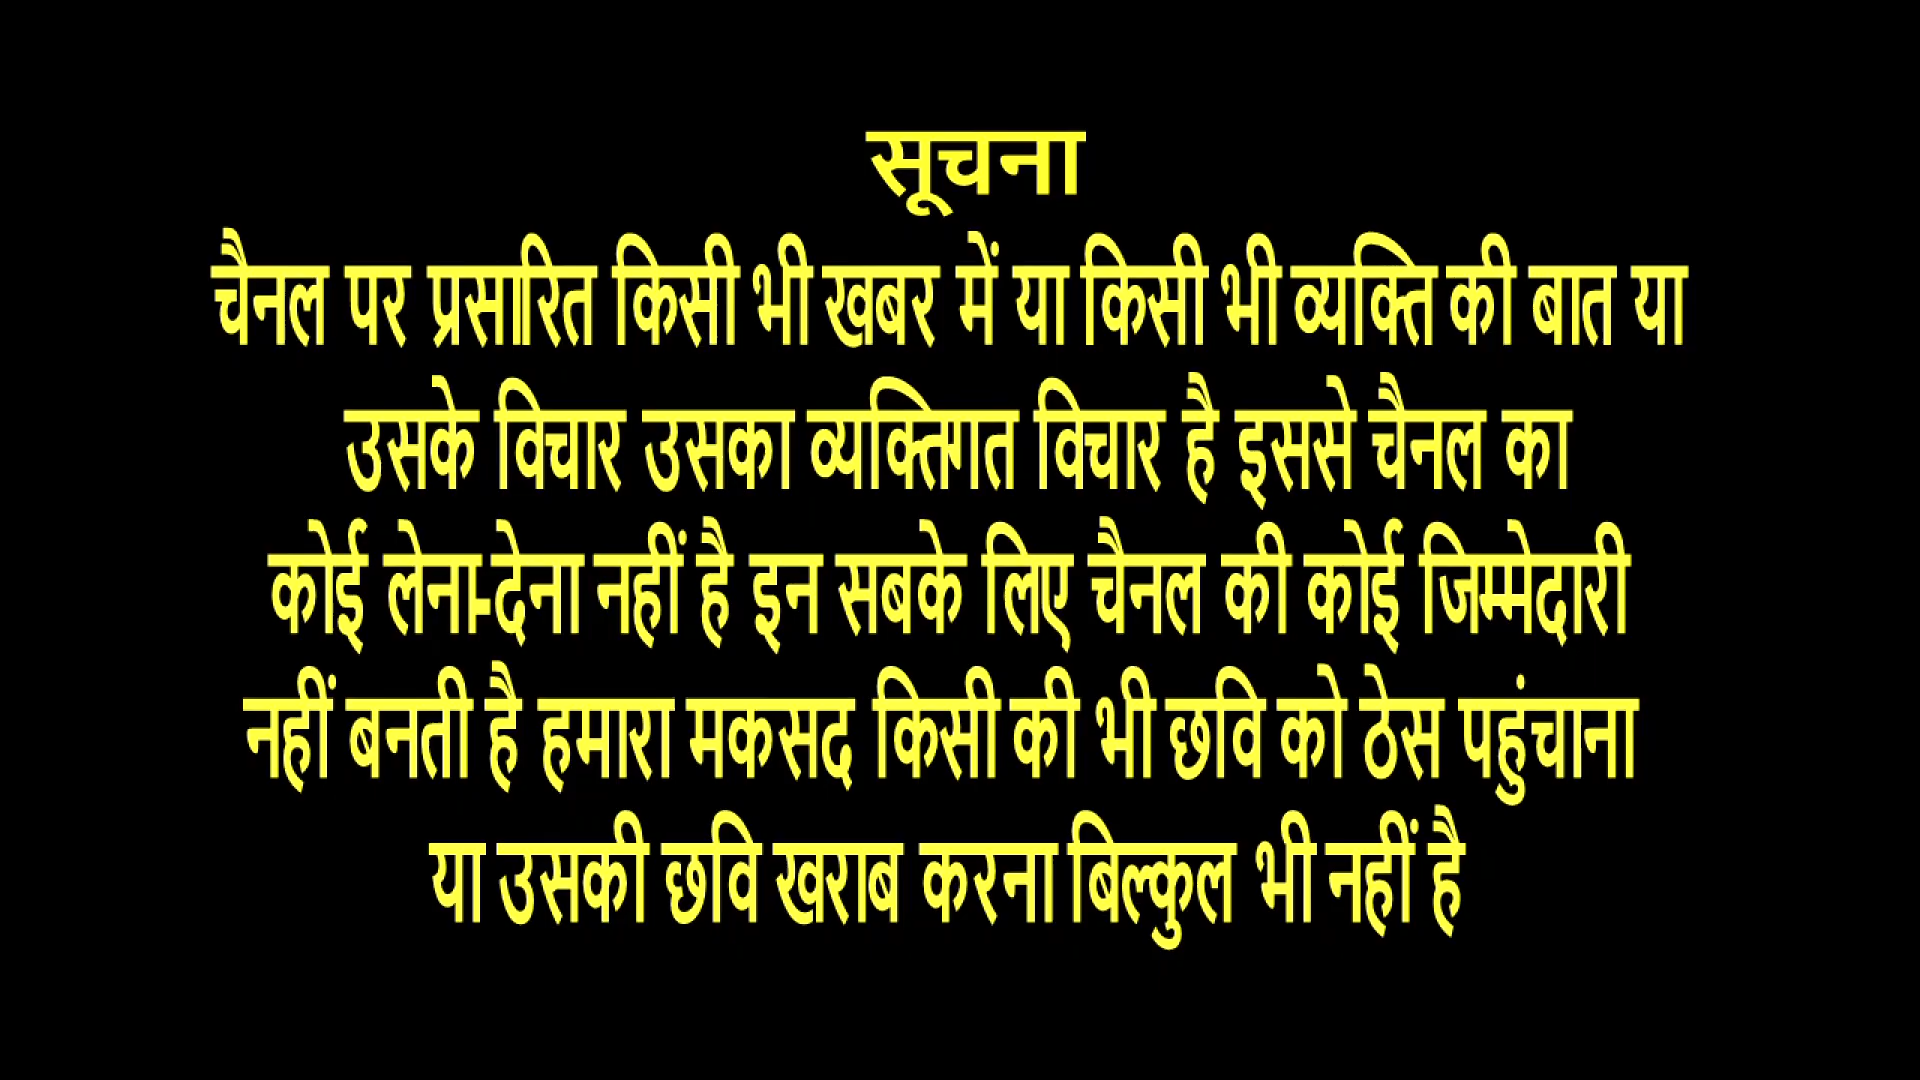 सूचना
चैनल पर प्रसारित किसी भी खबर में या किसी भी व्यक्ति की बात या
उसके विचार उसका व्यक्तिगत विचार है इससे चैनल का
कोई लेना-देना नहीं है इन सबके लिए चैनल की कोई जिम्मेदारी
नहीं बनती है हमारा मकसद किसी की भी छवि को ठेस पहुंचाना
या उसकी छवि खराब करना बिल्कुल भी नहीं है